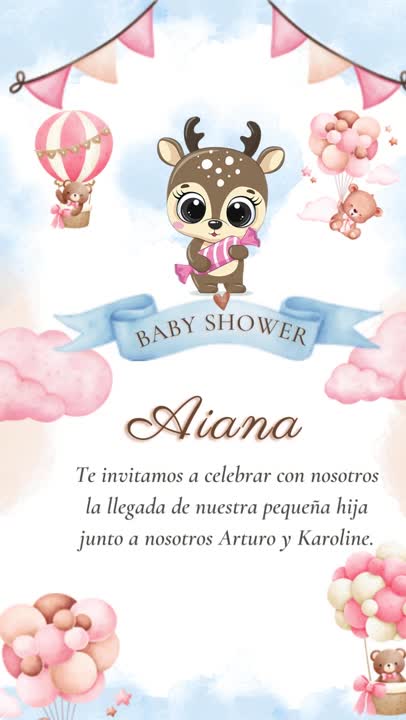 BABY SHOWER
Aiana
Te invitamos a celebrar con nosotros
la llegada de nuestra pequeña hija
junto a nosotros Arturo y Karoline.